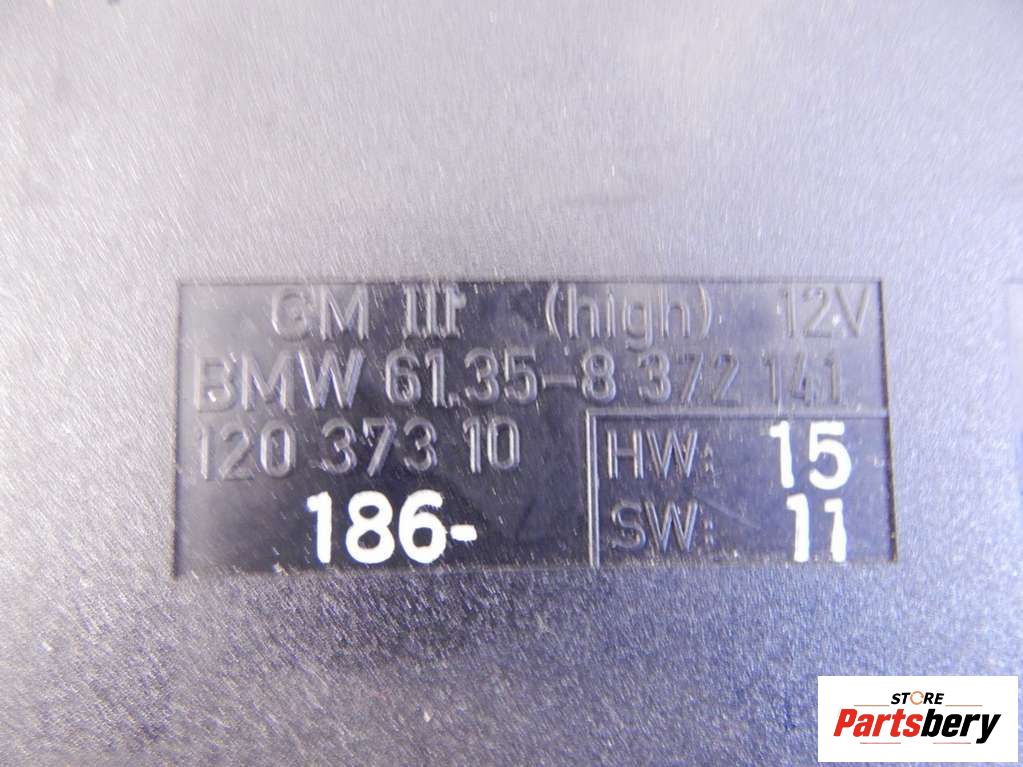 GM IIIr (high) 12V
BMW 61.35-8 372 141
120 373 10
HW: 15
186-
SW: 11
STORE
Partsbery